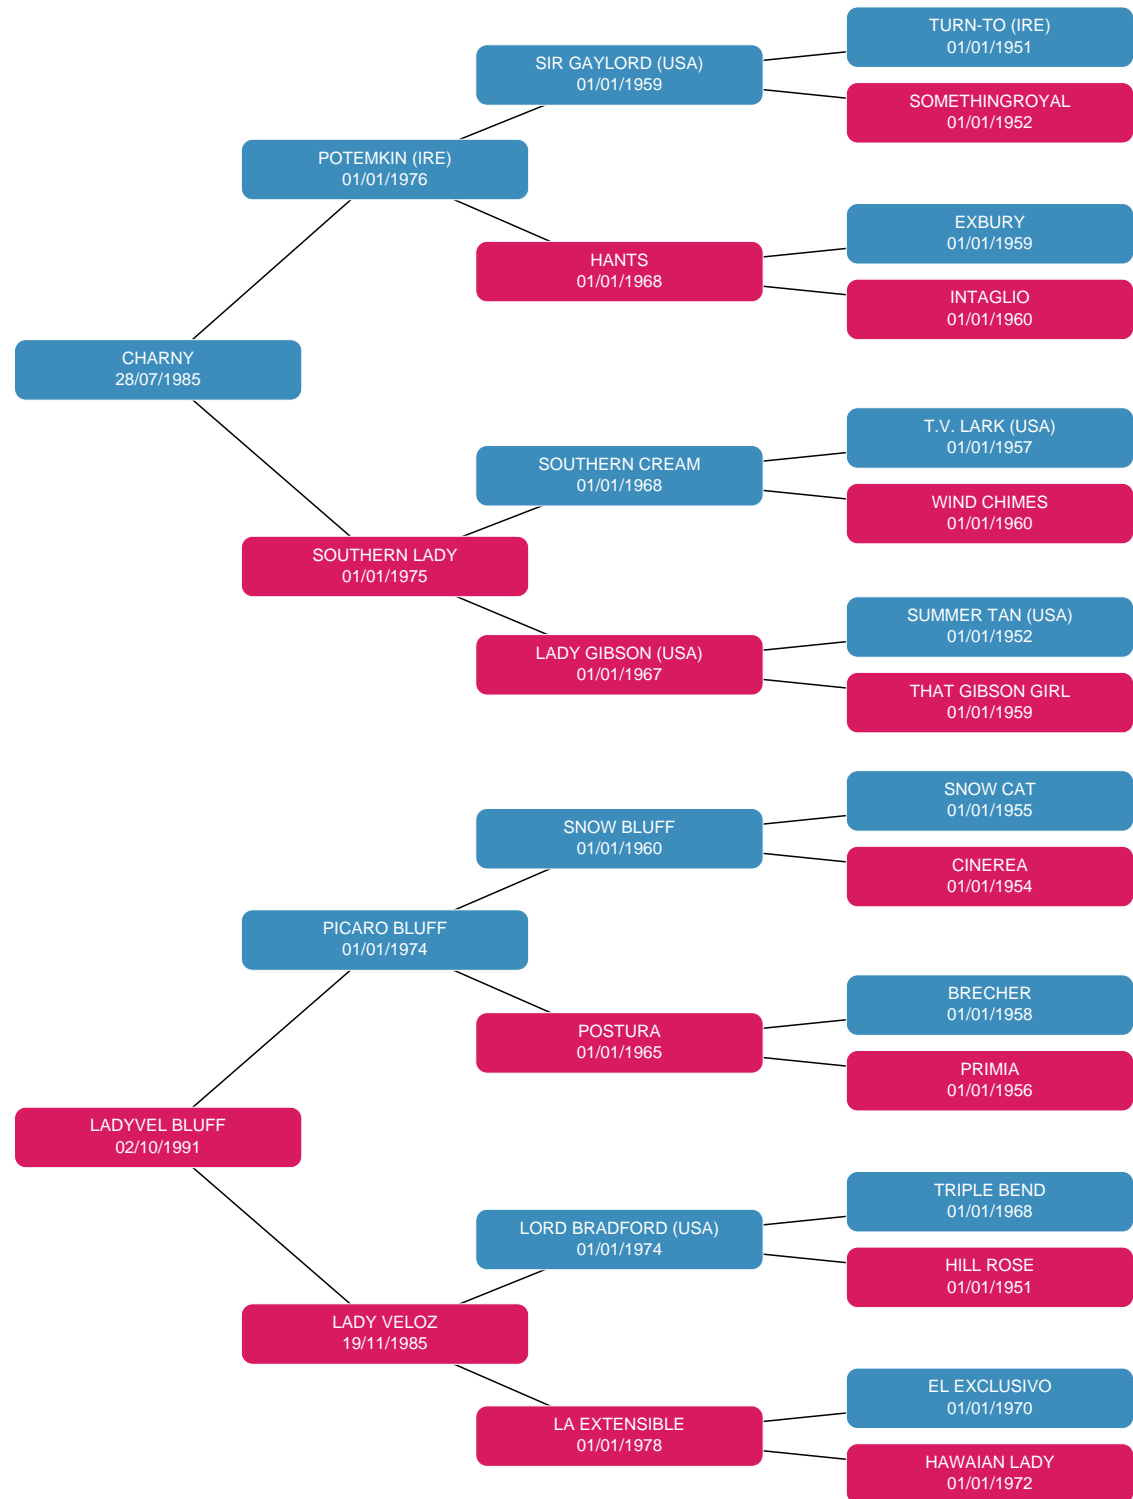 TURN-TO (IRE)
01/01/1951
SIR GAYLORD (USA)
01/01/1959
SOMETHINGROYAL
01/01/1952
POTEMKIN (IRE)
01/01/1976
EXBURY
01/01/1959
HANTS
01/01/1968
INTAGLIO
01/01/1960
CHARNY
28/07/1985
T.V. LARK (USA)
01/01/1957
SOUTHERN CREAM
01/01/1968
WIND CHIMES
01/01/1960
SOUTHERN LADY
01/01/1975
SUMMER TAN (USA)
01/01/1952
LADY GIBSON (USA)
01/01/1967
THAT GIBSON GIRL
01/01/1959
SNOW CAT
01/01/1955
SNOW BLUFF
01/01/1960
CINEREA
01/01/1954
PICARO BLUFF
01/01/1974
BRECHER
01/01/1958
POSTURA
01/01/1965
PRIMIA
01/01/1956
LADYVEL BLUFF
02/10/1991
TRIPLE BEND
01/01/1968
LORD BRADFORD (USA)
01/01/1974
HILL ROSE
01/01/1951
LADY VELOZ
19/11/1985
EL EXCLUSIVO
01/01/1970
LA EXTENSIBLE
01/01/1978
HAWAIAN LADY
01/01/1972